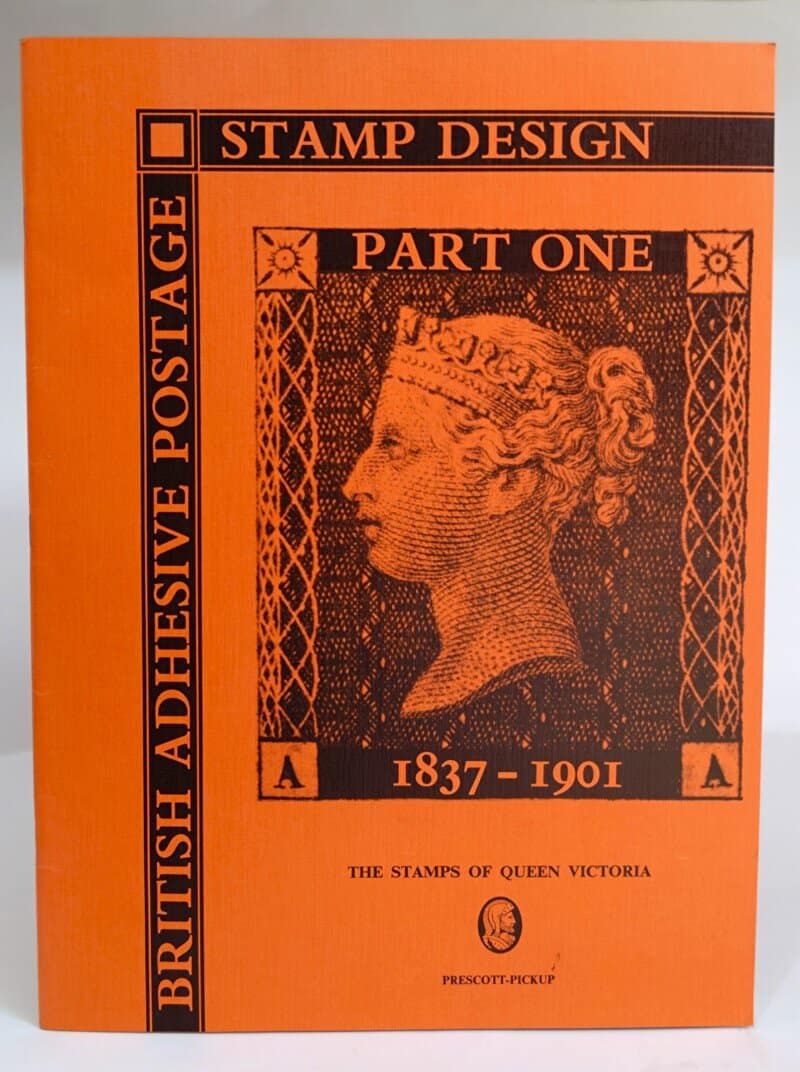 STAMP DESIGN
BRITISH ADHESIVE POSTAGE
PART ONE
A A
1837 - 1901
THE STAMPS OF QUEEN VICTORIA
PRESCOTT-PICKUP